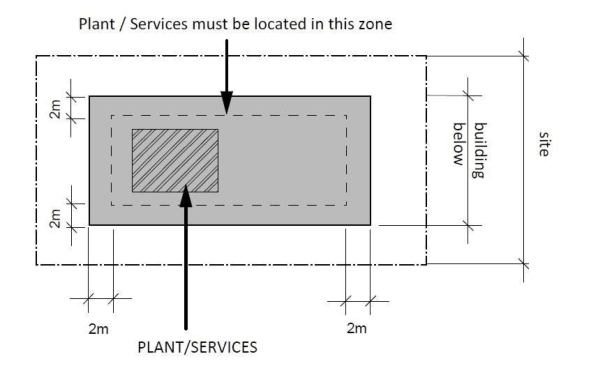 Plant / Services must be located in this zone
2m
building
below
site
2m
2m
2m
PLANT/SERVICES